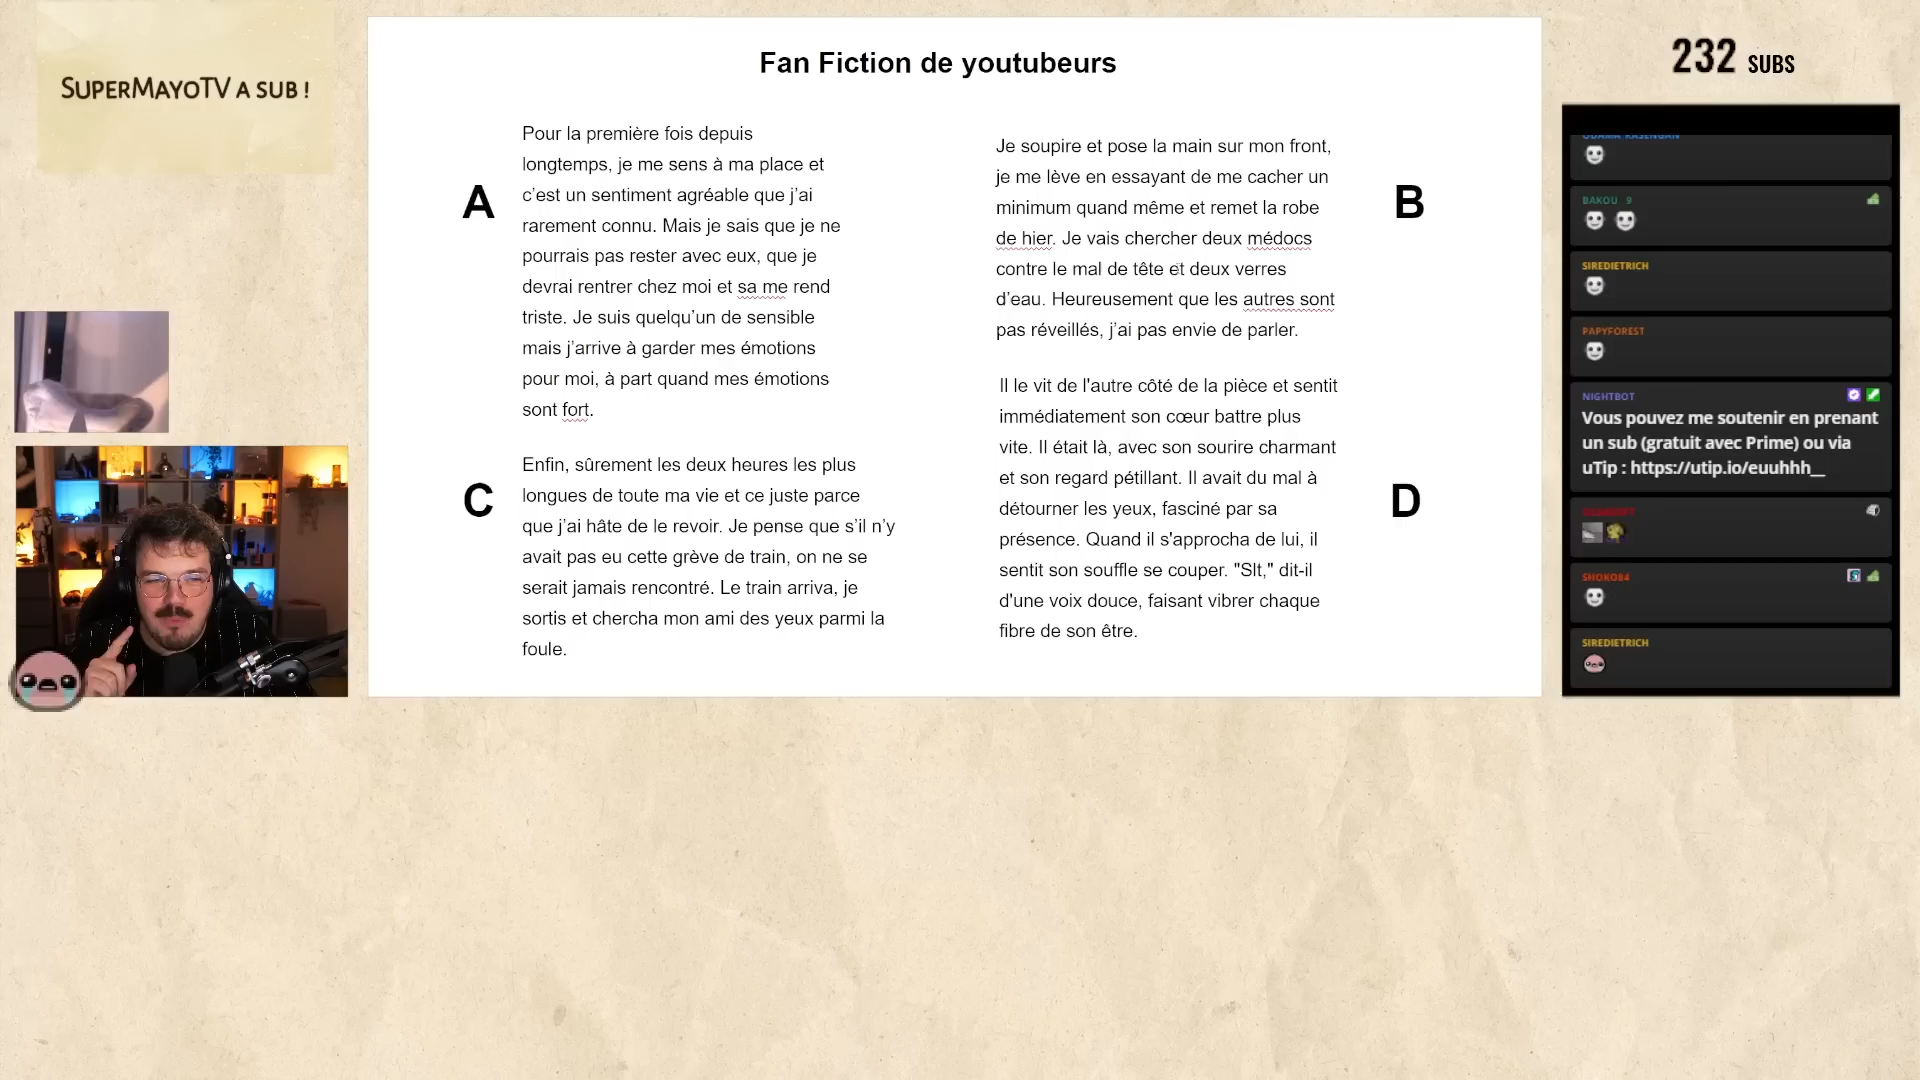 SUPERMAYOTV A SUB !
Fan Fiction de youtubeurs
A
Pour la première fois depuis
longtemps, je me sens à ma place et
c’est un sentiment agréable que j’ai
rarement connu. Mais je sais que je ne
pourrais pas rester avec eux, que je
devrai rentrer chez moi et sa me rend
triste. Je suis quelqu’un de sensible
mais j’arrive à garder mes émotions
pour moi, à part quand mes émotions
sont fort.
B
Je soupire et pose la main sur mon front,
je me lève en essayant de me cacher un
minimum quand même et remet la robe
de hier. Je vais chercher deux médocs
contre le mal de tête et deux verres
d’eau. Heureusement que les autres sont
pas réveillés, j’ai pas envie de parler.
C
Enfin, sûrement les deux heures les plus
longues de toute ma vie et ce juste parce
que j’ai hâte de le revoir. Je pense que s’il n’y
avait pas eu cette grève de train, on ne se
serait jamais rencontré. Le train arriva, je
sortis et chercha mon ami des yeux parmi la
foule.
D
Il le vit de l'autre côté de la pièce et sentit
immédiatement son cœur battre plus
vite. Il était là, avec son sourire charmant
et son regard pétillant. Il avait du mal à
détourner les yeux, fasciné par sa
présence. Quand il s'approcha de lui, il
sentit son souffle se couper. "Slt," dit-il
d'une voix douce, faisant vibrer chaque
fibre de son être.
232 SUBS
BAKOU_9
SIREDIETRICH
PAPYFOREST
NIGHTBOT
Vous pouvez me soutenir en prenant
un sub (gratuit avec Prime) ou via
uTip : https://utip.io/euuhhh__
SHOKO84
SIREDIETRICH